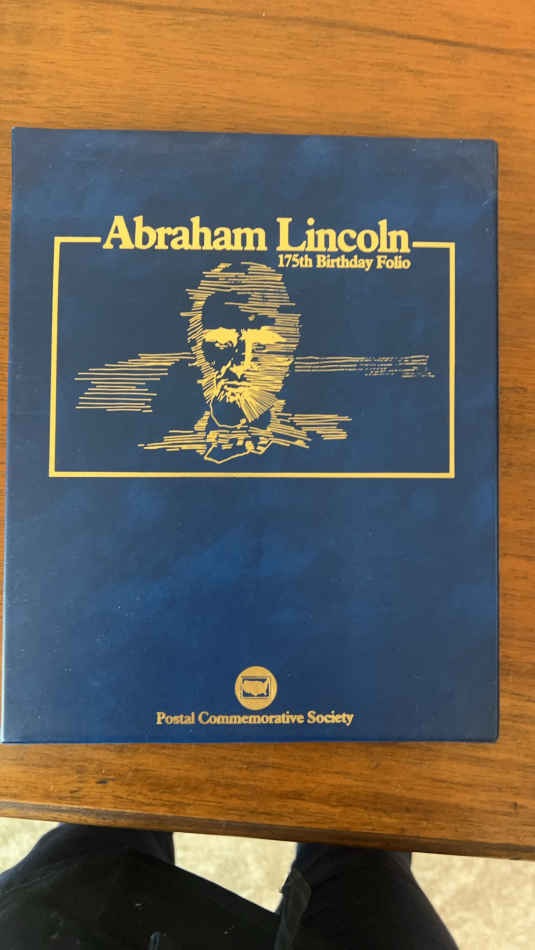 Abraham Lincoln
175th Birthday Folio
Postal Commemorative Society